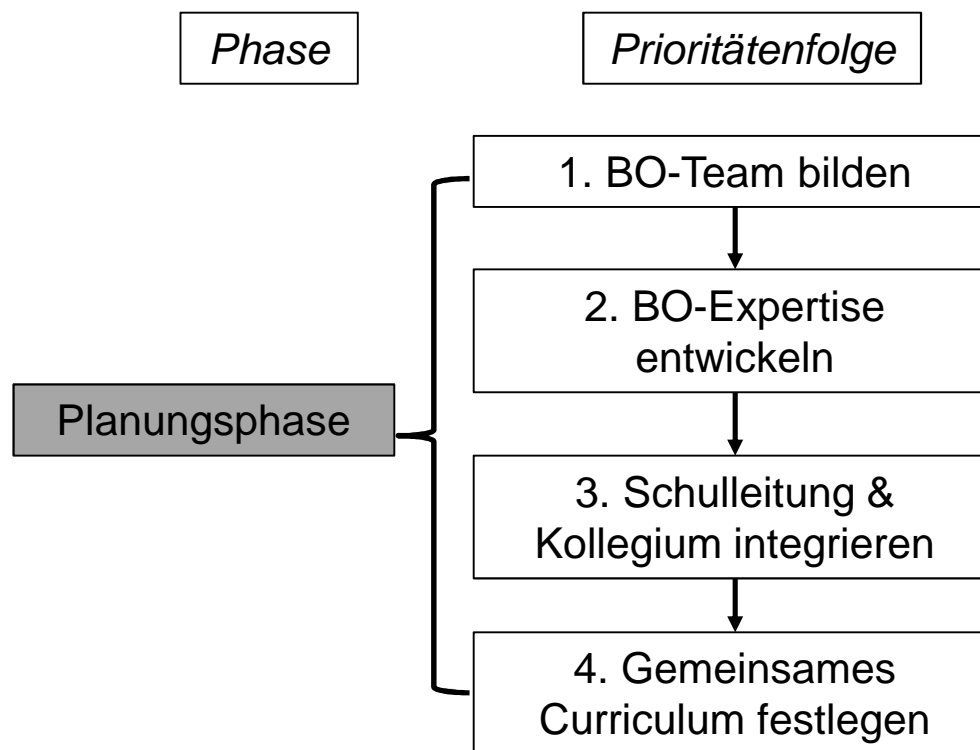 Phase
Prioritätenfolge
1. BO-Team bilden
2. BO-Expertise
entwickeln
Planungsphase
3. Schulleitung &
Kollegium integrieren
4. Gemeinsames
Curriculum festlegen